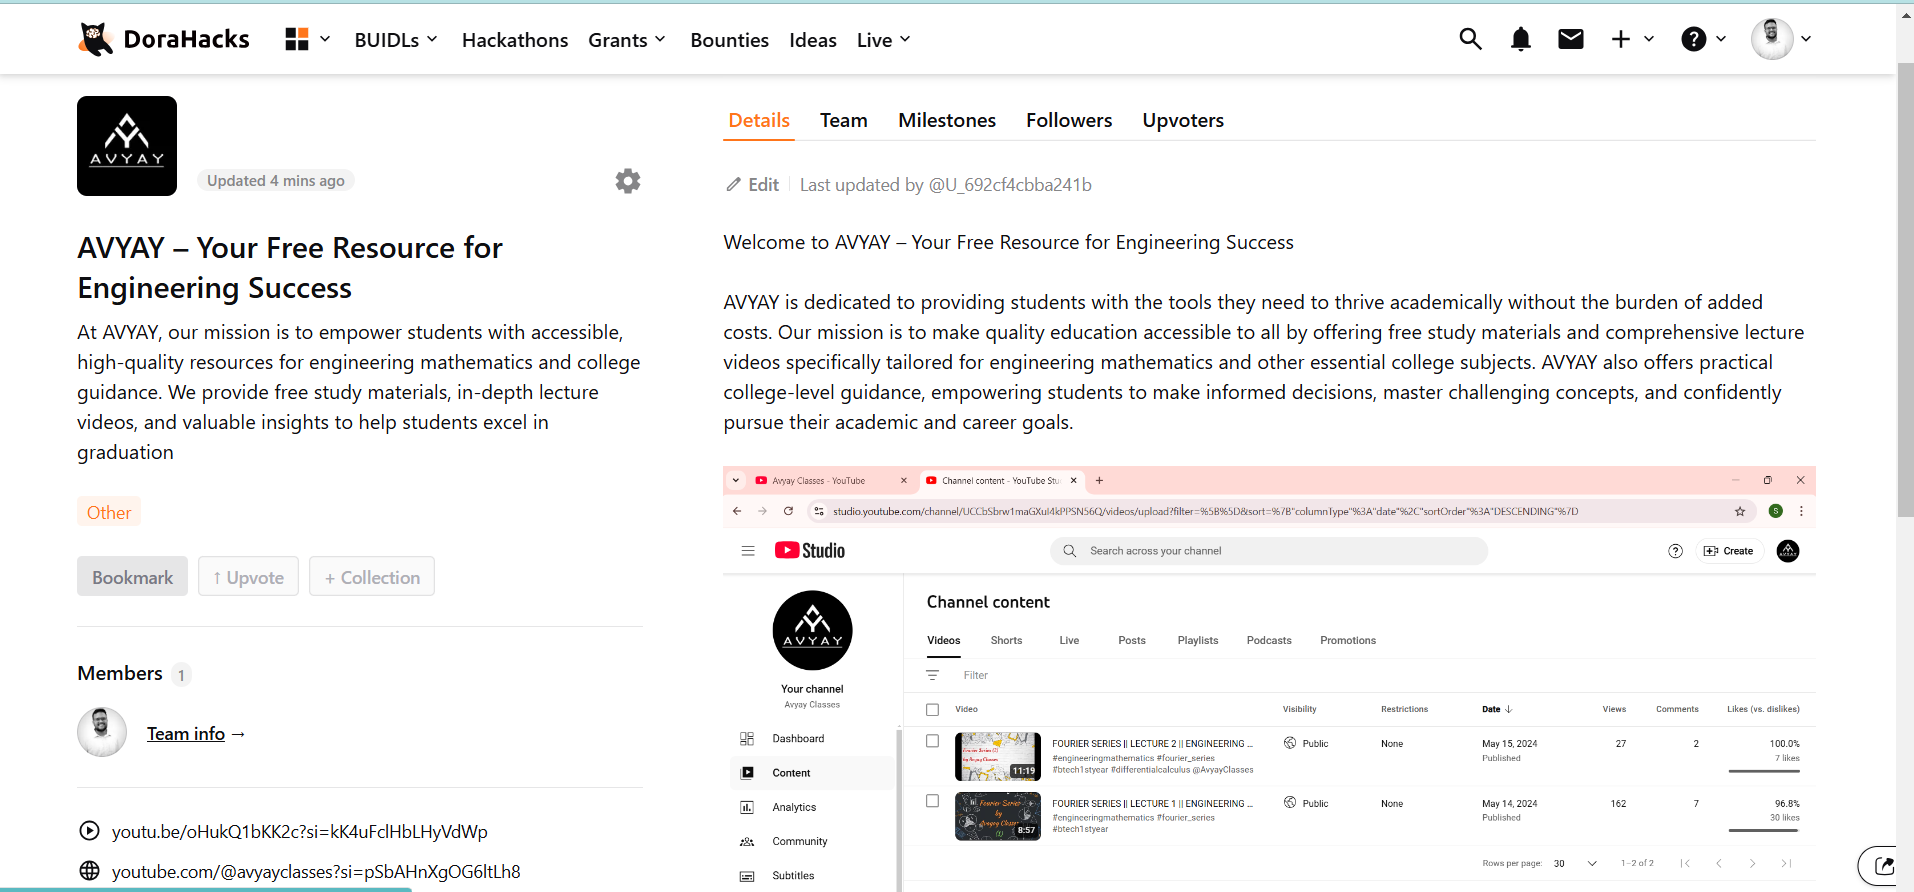 DoraHacks
BUIDLs
Hackathons
Grants
Bounties
Ideas
Live
AVYAY
Updated 4 mins ago
AVYAY – Your Free Resource for
Engineering Success
At AVYAY, our mission is to empower students with accessible,
high-quality resources for engineering mathematics and college
guidance. We provide free study materials, in-depth lecture
videos, and valuable insights to help students excel in
graduation
Other
Bookmark
↑ Upvote
+ Collection
Members 1
Team info →
youtu.be/oHukQ1bKK2c?si=kK4uFclHbLHyVdWp
youtube.com/@avyayclasses?si=pSbAHnXgOG6ltLh8
Details
Team
Milestones
Followers
Upvoters
Edit
Last updated by @U_692cf4cbba241b
Welcome to AVYAY – Your Free Resource for Engineering Success
AVYAY is dedicated to providing students with the tools they need to thrive academically without the burden of added
costs. Our mission is to make quality education accessible to all by offering free study materials and comprehensive lecture
videos specifically tailored for engineering mathematics and other essential college subjects. AVYAY also offers practical
college-level guidance, empowering students to make informed decisions, master challenging concepts, and confidently
pursue their academic and career goals.
Avyay Classes - YouTube
Channel content - YouTube Stu
studio.youtube.com/channel/UCCbSbrw1maGXuI4kPPSN56Q/videos/upload?filter=%5B%5D&sort=%7B"columnType"%3A"date"%2C"sortOrder"%3A"DESCENDING"%7D
S
Studio
Search across your channel
Create
AVYAY
Your channel
Avyay Classes
Dashboard
Content
Analytics
Community
Subtitles
Channel content
Videos
Shorts
Live
Posts
Playlists
Podcasts
Promotions
Filter
Video
Visibility
Restrictions
Date ↓
Views
Comments
Likes (vs. dislikes)
Fourier Series (2)
by Avyay Classes
11:19
FOURIER SERIES || LECTURE 2 || ENGINEERING ...
#engineeringmathematics #fourier_series
#btech1styear #differentialcalculus @AvyayClasses
Public
None
May 15, 2024
Published
27
2
100.0%
7 likes
Fourier Series
by
Avyay Classes
(1)
8:57
FOURIER SERIES || LECTURE 1 || ENGINEERING ...
#engineeringmathematics #fourier_series
#btech1styear
Public
None
May 14, 2024
Published
162
7
96.8%
30 likes
Rows per page:
30
1–2 of 2